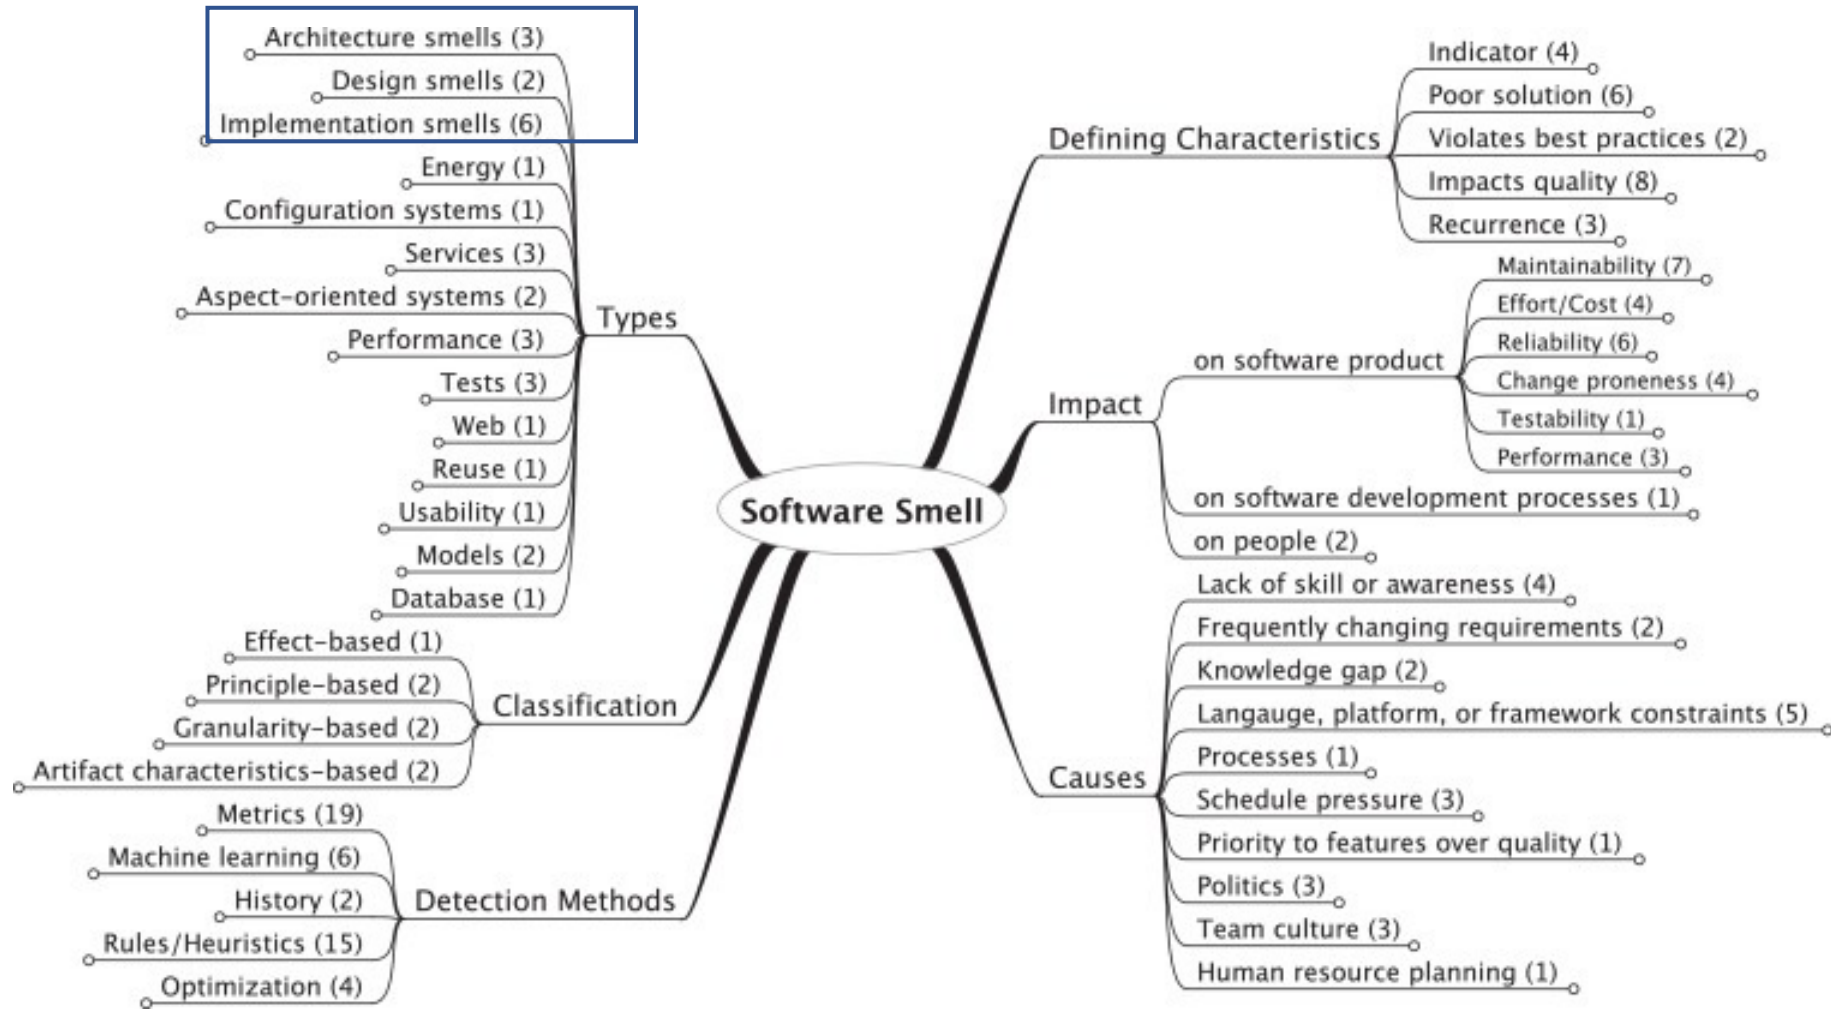 Architecture smells (3)
Design smells (2)
Implementation smells (6)
Energy (1)
Configuration systems (1)
Services (3)
Aspect-oriented systems (2)
Performance (3)
Tests (3)
Web (1)
Reuse (1)
Usability (1)
Models (2)
Database (1)
Types
Effect-based (1)
Principle-based (2)
Granularity-based (2)
Artifact characteristics-based (2)
Classification
Metrics (19)
Machine learning (6)
History (2)
Rules/Heuristics (15)
Optimization (4)
Detection Methods
Software Smell
Defining Characteristics
Indicator (4)
Poor solution (6)
Violates best practices (2)
Impacts quality (8)
Recurrence (3)
Impact
on software product
Maintainability (7)
Effort/Cost (4)
Reliability (6)
Change proneness (4)
Testability (1)
Performance (3)
on software development processes (1)
on people (2)
Causes
Lack of skill or awareness (4)
Frequently changing requirements (2)
Knowledge gap (2)
Langauge, platform, or framework constraints (5)
Processes (1)
Schedule pressure (3)
Priority to features over quality (1)
Politics (3)
Team culture (3)
Human resource planning (1)